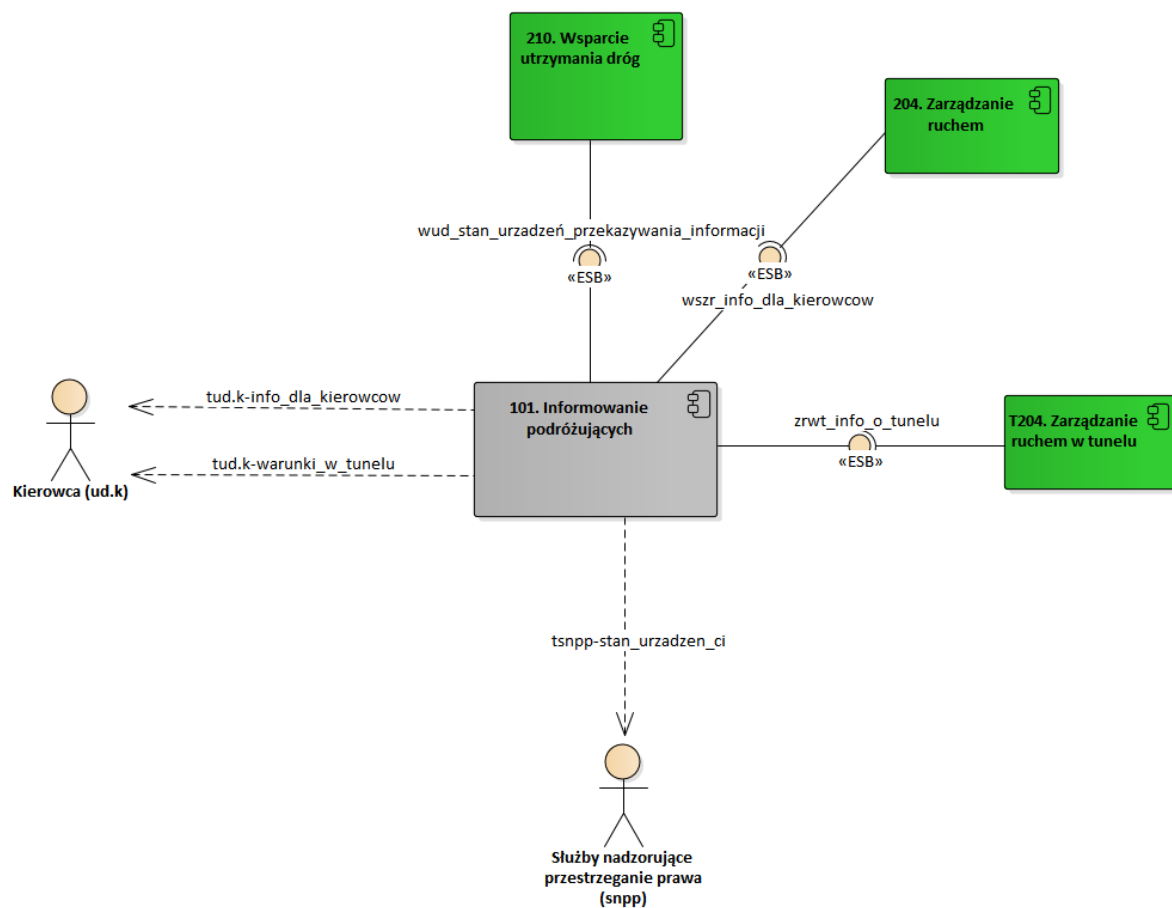 210. Wsparcie
utrzymania dróg
204. Zarządzanie
ruchem
wud_stan_urzadzeń_przekazywania_informacji
«ESB»
«ESB»
wszr_info_dla_kierowcow
tud.k-info_dla_kierowcow
101. Informowanie
podróżujących
zrwt_info_o_tunelu
T204. Zarządzanie
ruchem w tunelu
«ESB»
tud.k-warunki_w_tunelu
Kierowca (ud.k)
tsnpp-stan_urzadzen_ci
Służby nadzorujące
przestrzeganie prawa
(snpp)